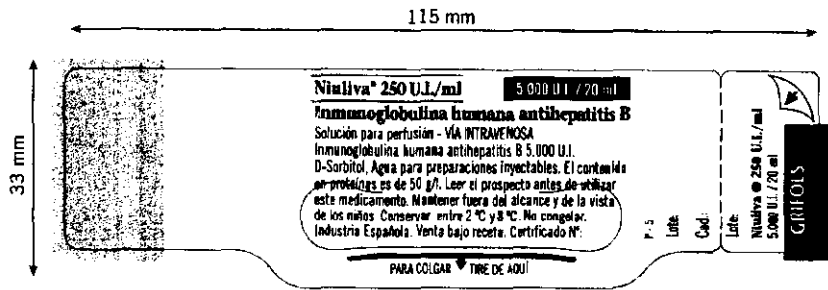 115 mm
33 mm
Niuliva® 250 U.I./ml
5.000 U.I. / 20 ml
Inmunoglobulina humana antihepatitis B
Solución para perfusión - VÍA INTRAVENOSA
Inmunoglobulina humana antihepatitis B 5.000 U.I.
D-Sorbitol, Agua para preparaciones inyectables. El contenido
en proteínas es de 50 g/l. Leer el prospecto antes de utilizar
este medicamento. Mantener fuera del alcance y de la vista
de los niños. Conservar entre 2 ºC y 8 ºC. No congelar.
Industria Española. Venta bajo receta. Certificado Nº:
PARA COLGAR TIRE DE AQUÍ
P - 5
Lote:
Cad.:
Lote:
Niuliva ® 250 U.I./ml
5.000 U.I. / 20 ml
GRIFOLS